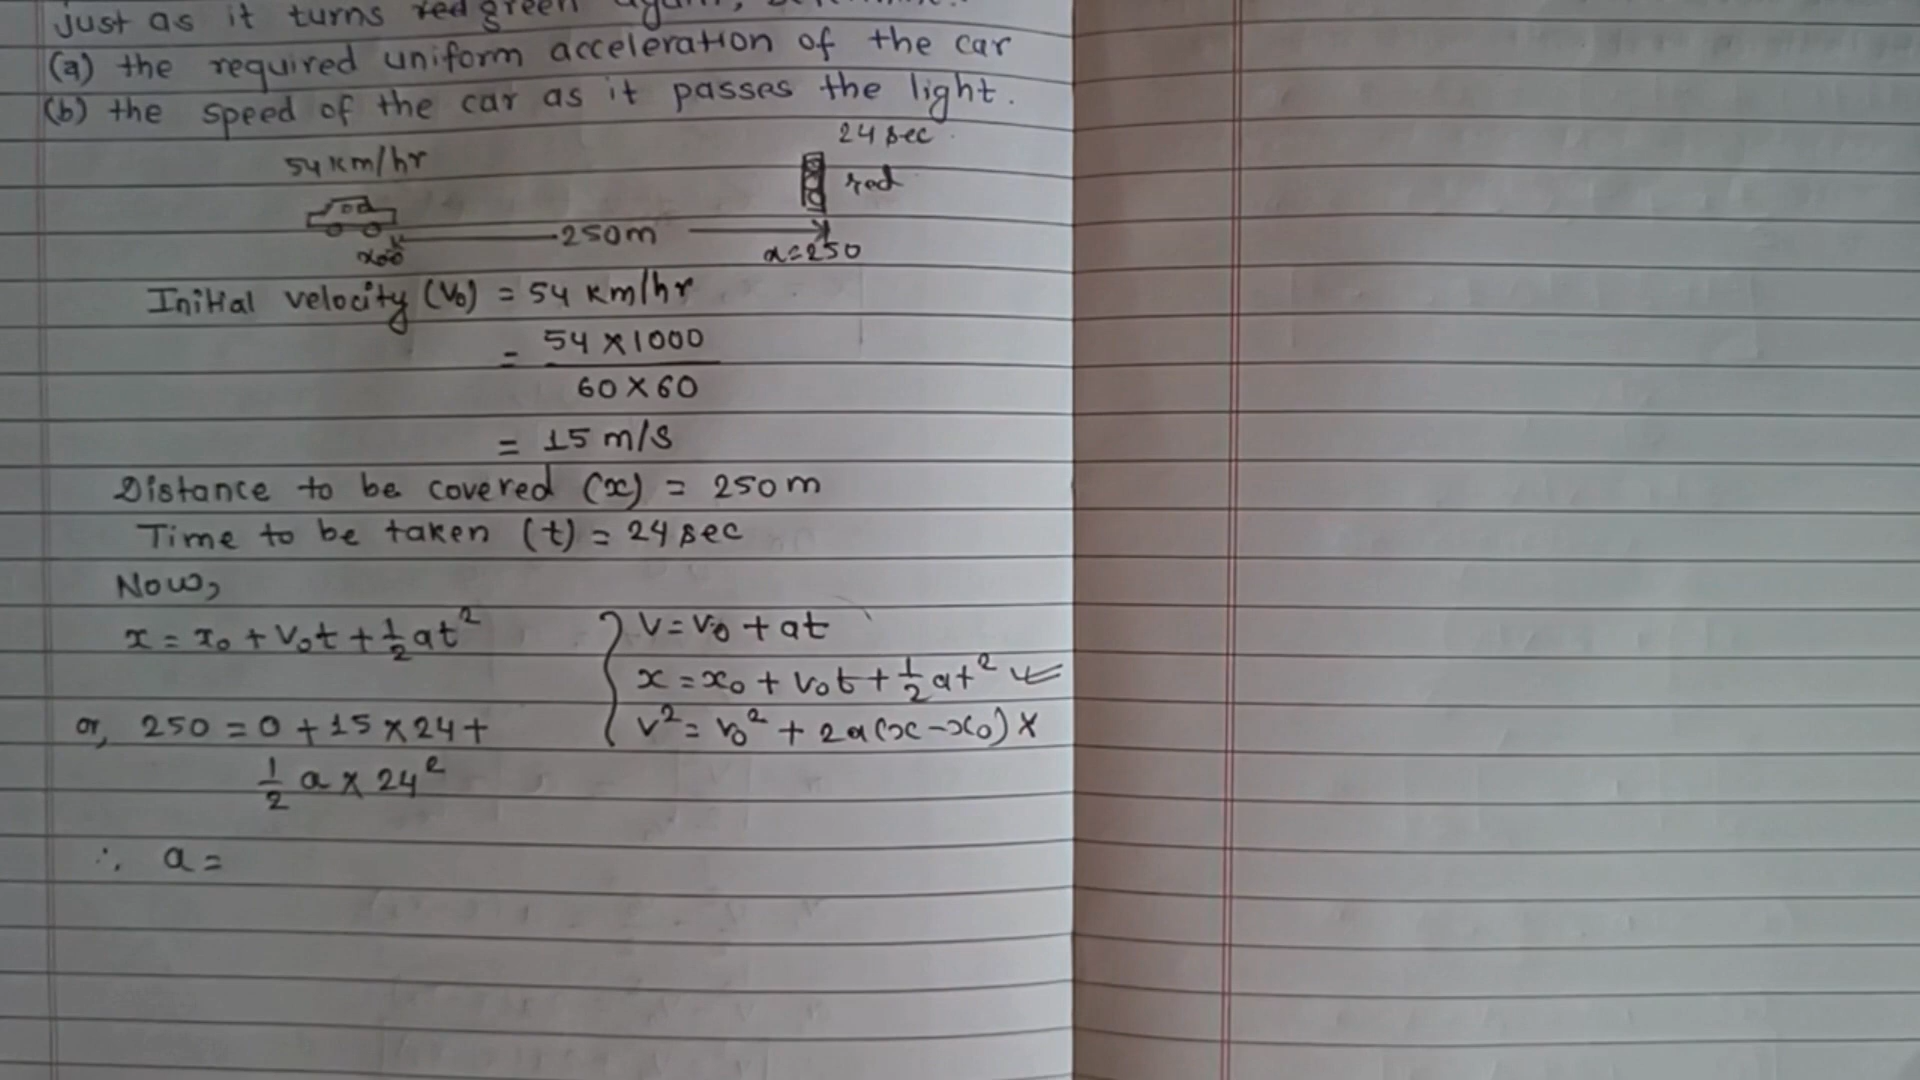 just as it turns red green again,
(a) the required uniform acceleration of the car
(b) the speed of the car as it passes the light.
24 sec
54 km/hr
red
250m
x=0
x=250
Initial velocity (V₀) = 54 km/hr
= 54 × 1000 / 60 × 60
= 15 m/s
Distance to be covered (x) = 250m
Time to be taken (t) = 24 sec
Now,
x = x₀ + V₀t + 1/2 at²
V = V₀ + at
x = x₀ + V₀t + 1/2 at²
or, 250 = 0 + 15 × 24 +
V² = V₀² + 2a(x-x₀) ×
1/2 a × 24²
∴ a =